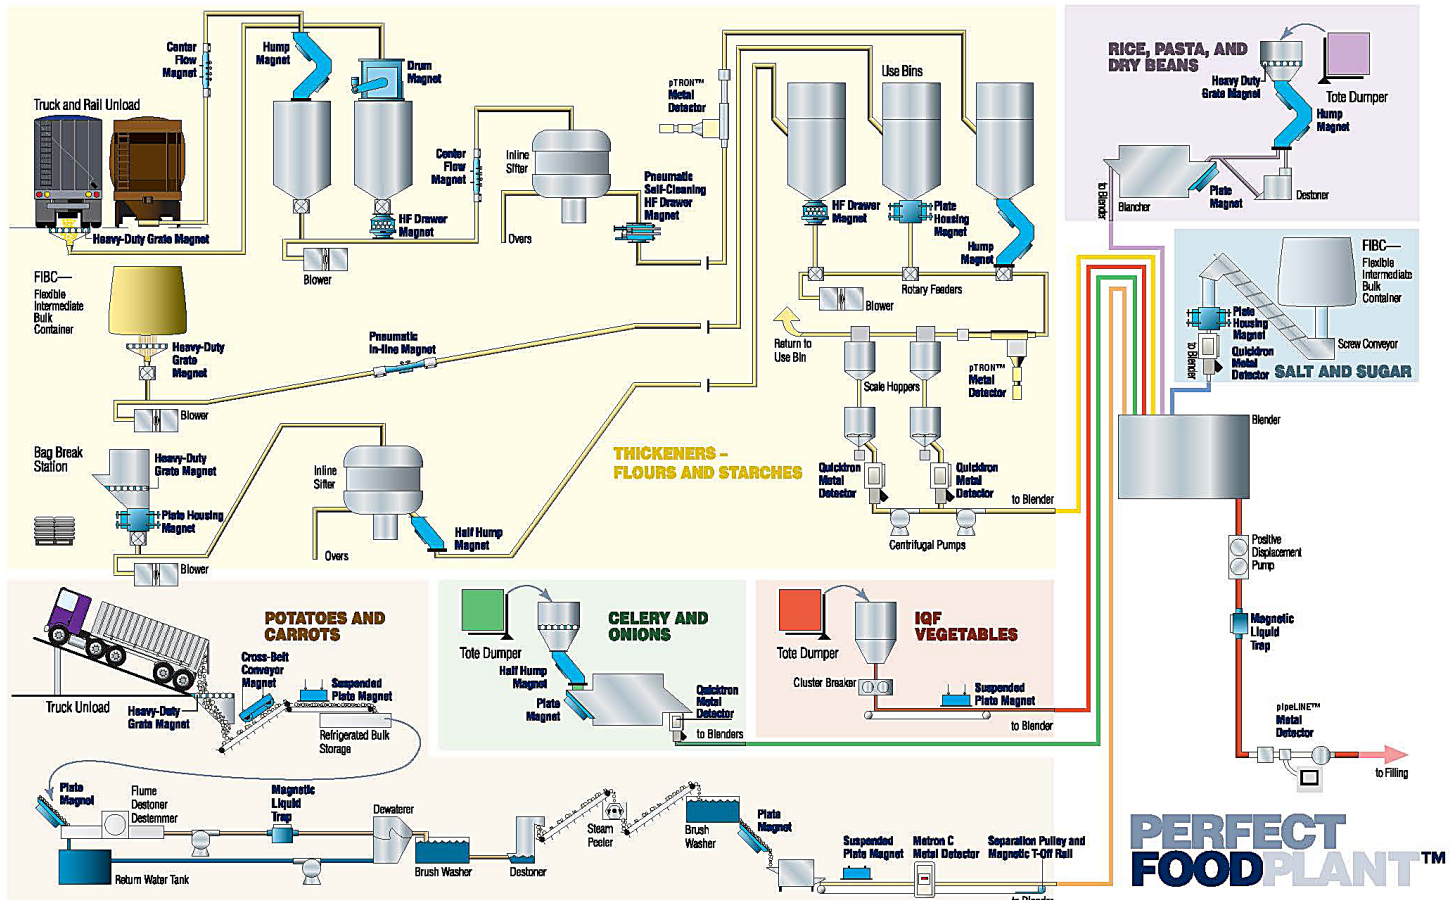 Center
Flow
Magnet
Hump
Magnet
Drum
Magnet
Truck and Rail Unload
Heavy-Duty Grate Magnet
HF Drawer
Magnet
Blower
Center
Flow
Magnet
Inline
Sifter
Overs
Pneumatic
Self-Cleaning
HF Drawer
Magnet
pTRON™
Metal
Detector
Use Bins
HF Drawer
Magnet
Plate
Housing
Magnet
Hump
Magnet
Rotary Feeders
Blower
Return to
Use Bin
Scale Hoppers
pTRON™
Metal
Detector
Quicktron
Metal
Detector
Quicktron
Metal
Detector
Centrifugal Pumps
to Blender
FIBC—
Flexible
Intermediate
Bulk
Container
Heavy-Duty
Grate
Magnet
Blower
Pneumatic
In-line Magnet
Bag Break
Station
Heavy-Duty
Grate Magnet
Plate Housing
Magnet
Blower
Inline
Sifter
Overs
Half Hump
Magnet
THICKENERS –
FLOURS AND STARCHES
RICE, PASTA, AND
DRY BEANS
Heavy Duty
Grate Magnet
Tote Dumper
Hump
Magnet
Plate
Magnet
Destoner
Blancher
to Blender
FIBC—
Flexible
Intermediate
Bulk
Container
Plate
Housing
Magnet
Quicktron
Metal
Detector
to Blender
Screw Conveyor
SALT AND SUGAR
Blender
Positive
Displacement
Pump
Magnetic
Liquid
Trap
pipeLINE™
Metal
Detector
to Filling
POTATOES AND
CARROTS
Truck Unload
Heavy-Duty
Grate Magnet
Cross-Belt
Conveyor
Magnet
Suspended
Plate Magnet
Refrigerated Bulk
Storage
CELERY AND
ONIONS
Tote Dumper
Half Hump
Magnet
Plate
Magnet
Quicktron
Metal
Detector
to Blenders
IQF
VEGETABLES
Tote Dumper
Cluster Breaker
Suspended
Plate Magnet
to Blender
Plate
Magnet
Flume
Destoner
Destemmer
Magnetic
Liquid
Trap
Dewaterer
Return Water Tank
Brush Washer
Destoner
Steam
Peeler
Brush
Washer
Plate
Magnet
Suspended
Plate Magnet
Metron C
Metal Detector
Separation Pulley and
Magnetic T-Off Rail
to Blender
PERFECT
FOODPLANT™